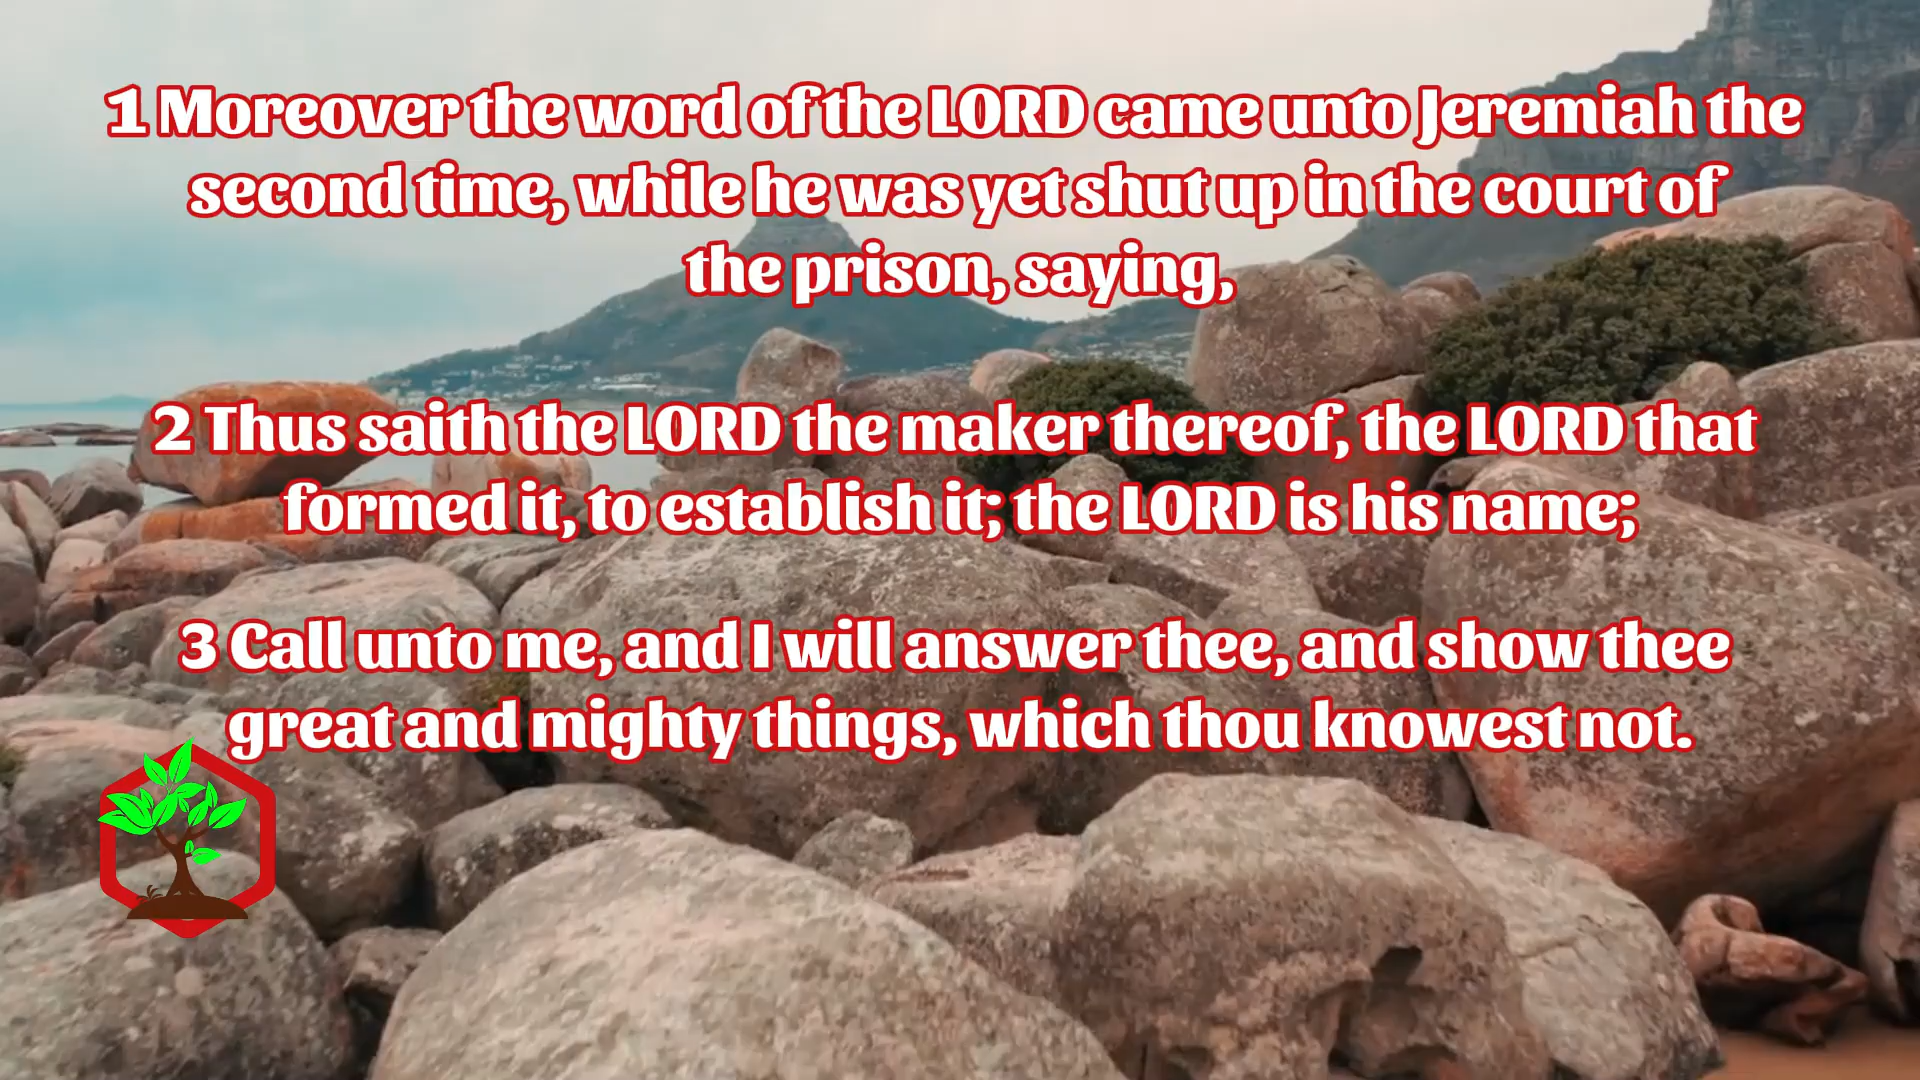 1 Moreover the word of the LORD came unto Jeremiah the
second time, while he was yet shut up in the court of
the prison, saying,
2 Thus saith the LORD the maker thereof, the LORD that
formed it, to establish it; the LORD is his name;
3 Call unto me, and I will answer thee, and show thee
great and mighty things, which thou knowest not.